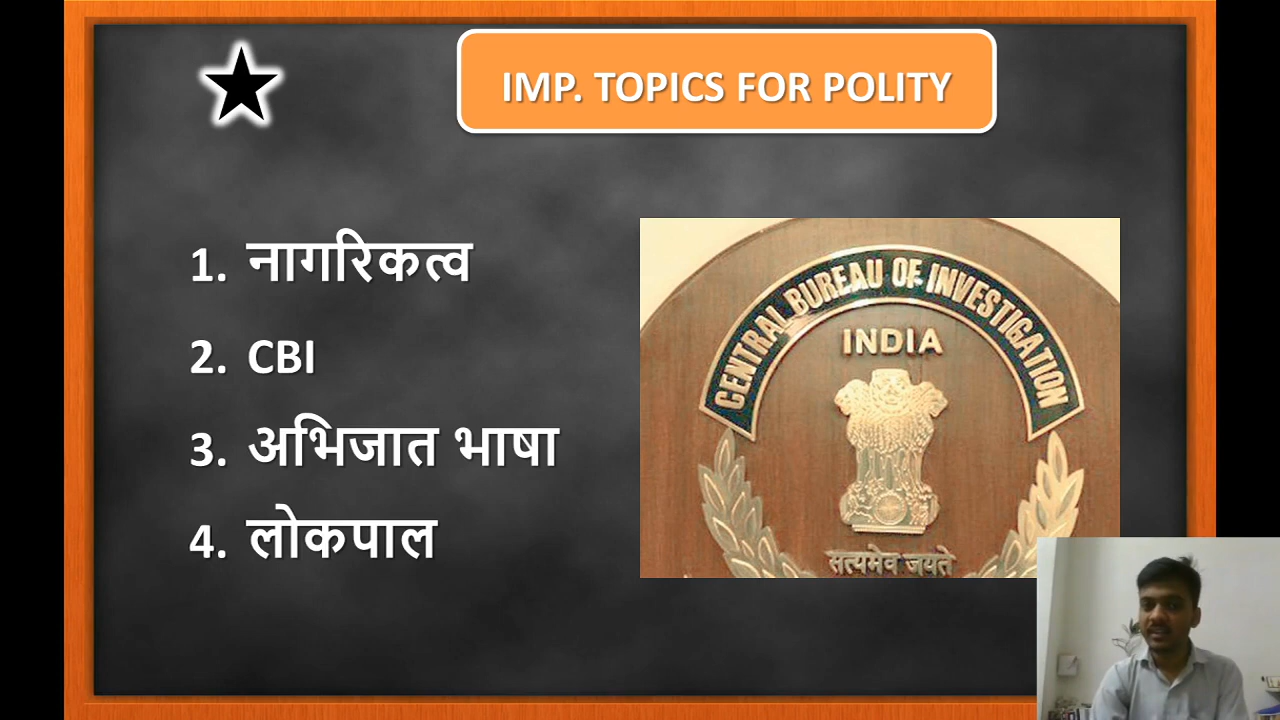 IMP. TOPICS FOR POLITY
1. नागरिकत्व
2. CBI
3. अभिजात भाषा
4. लोकपाल
CENTRAL BUREAU OF INVESTIGATION
INDIA
सत्यमेव जयते